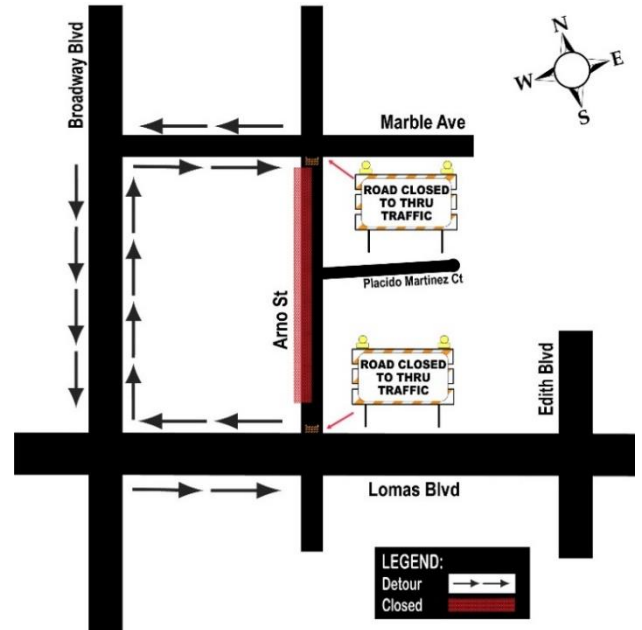 Broadway Blvd
N
W
E
S
Marble Ave
ROAD CLOSED
TO THRU
TRAFFIC
Arno St
Placido Martinez Ct
ROAD CLOSED
TO THRU
TRAFFIC
Edith Blvd
Lomas Blvd
LEGEND:
Detour
Closed